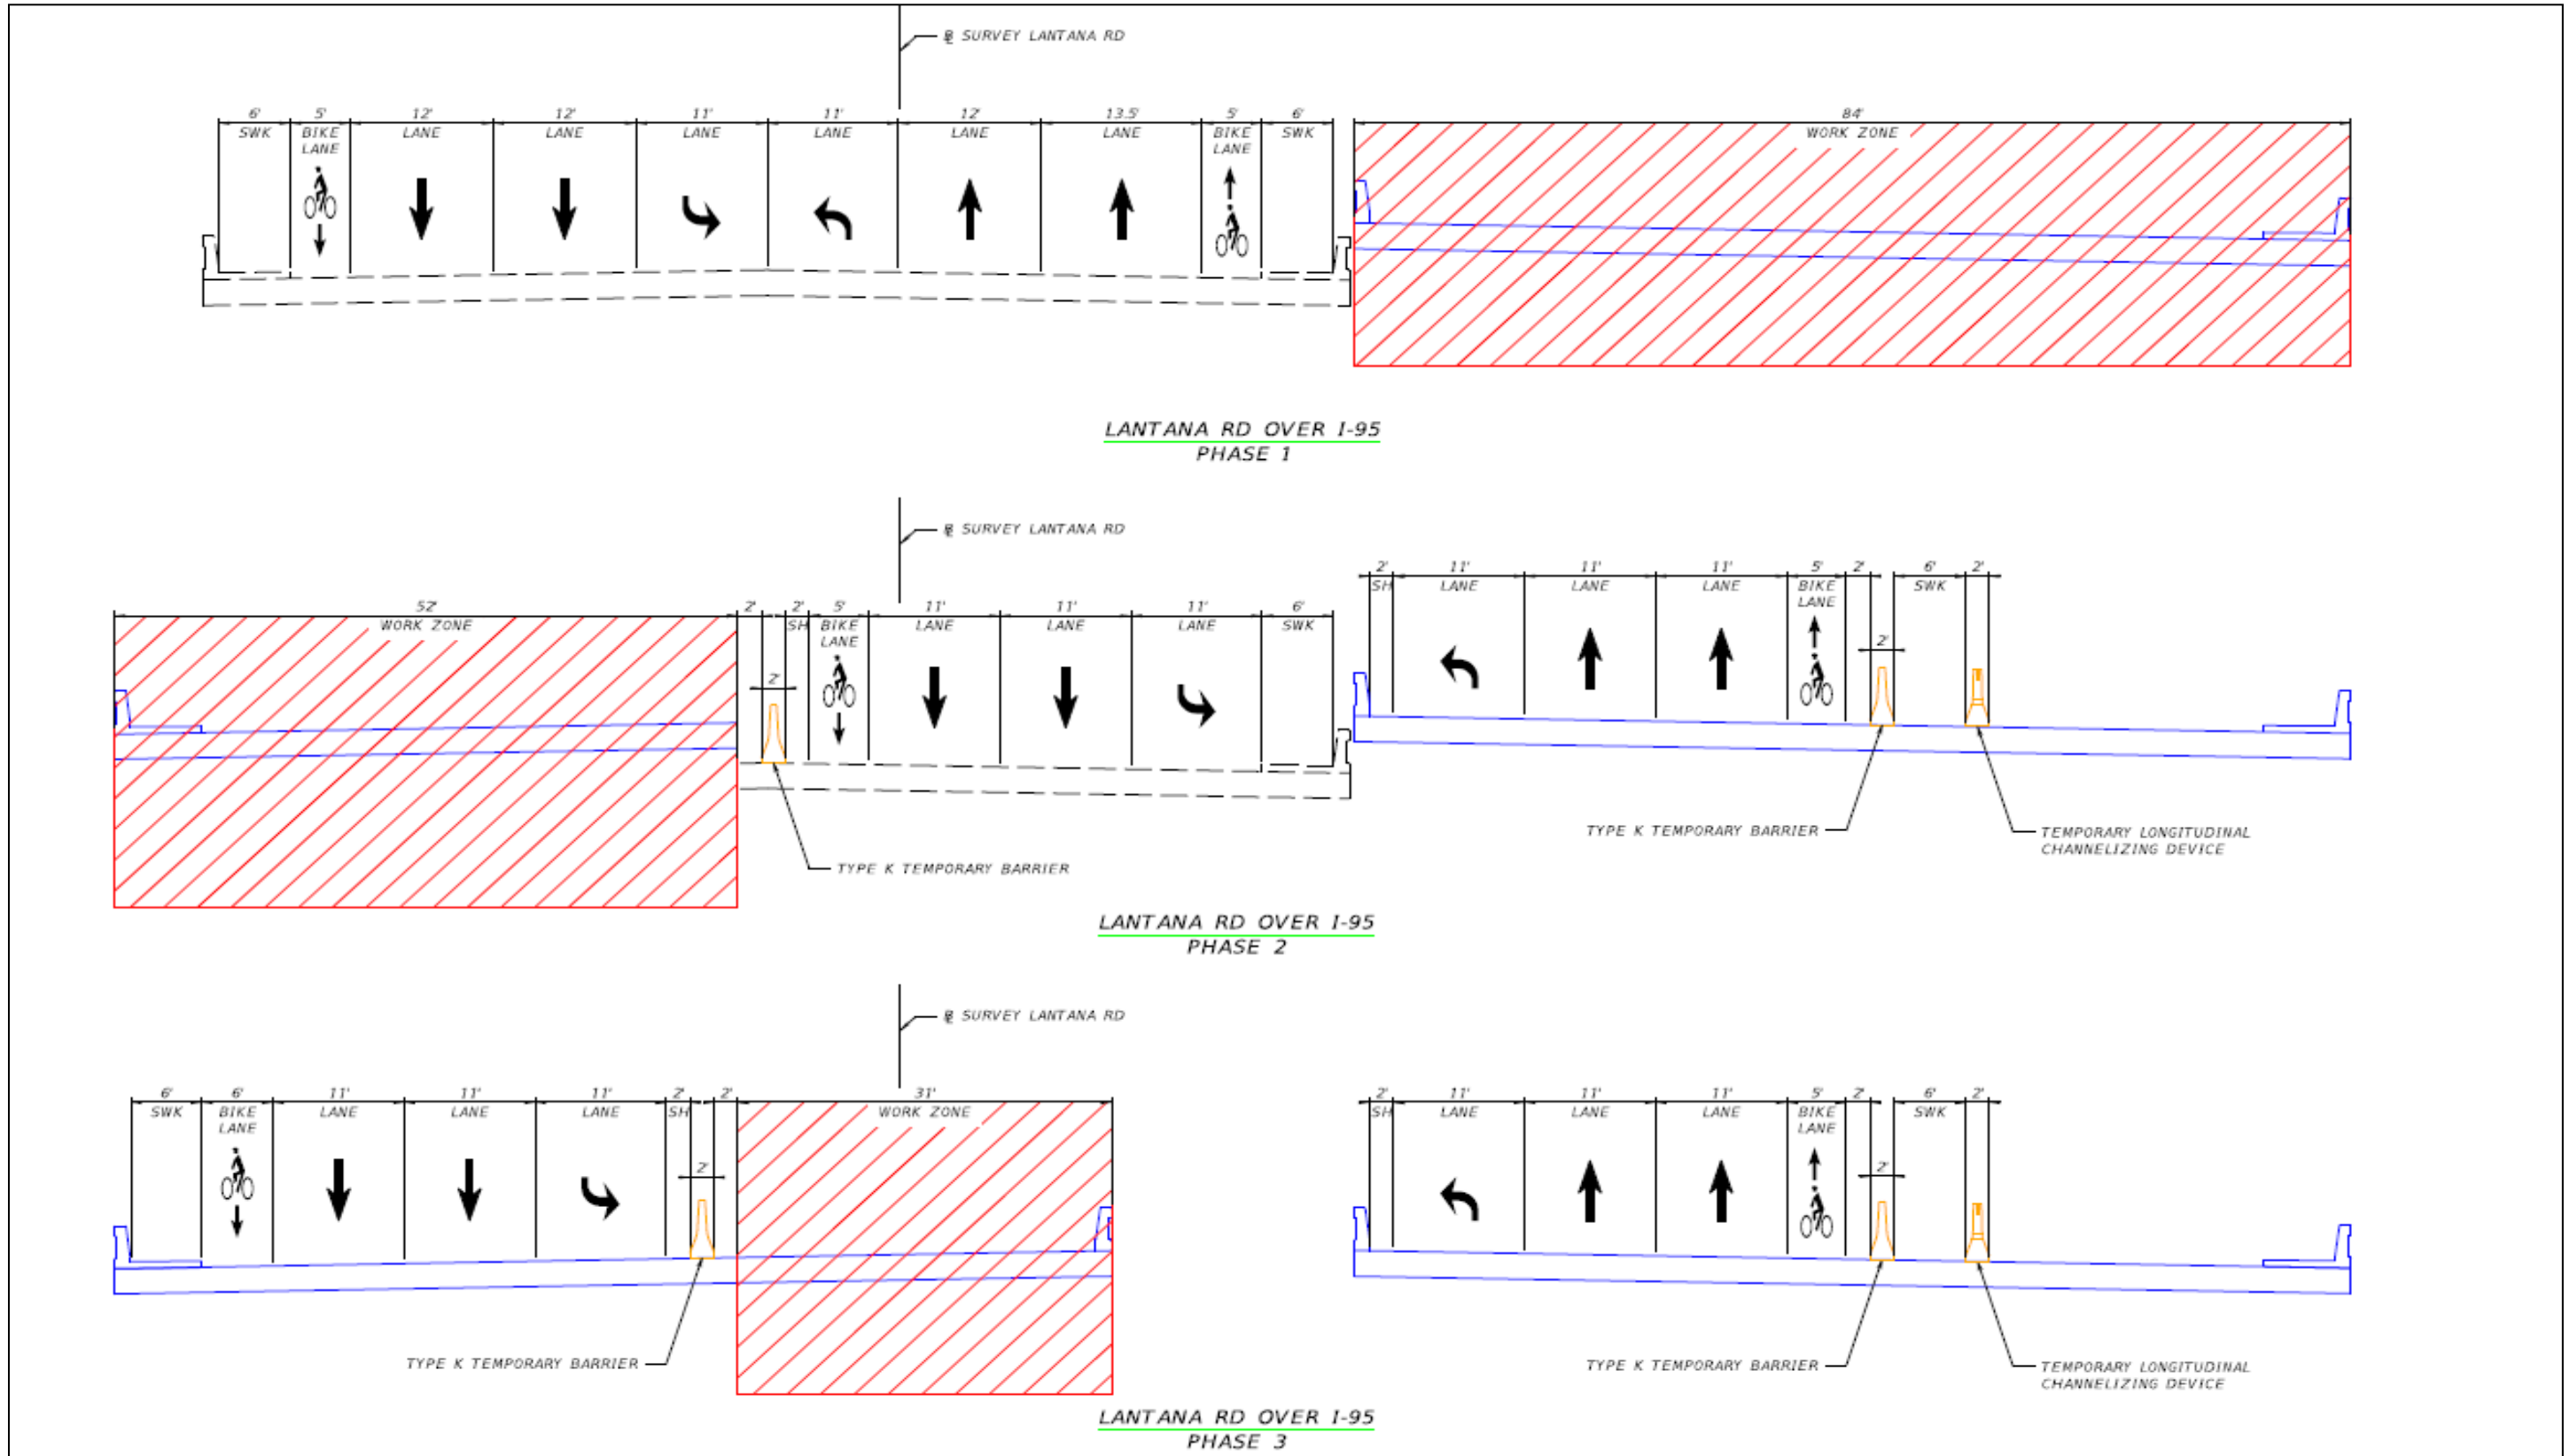 ℄ SURVEY LANTANA RD
6' 5' 12' 12' 11' 11' 12' 13.5' 5' 6' 84'
SWK BIKE LANE LANE LANE LANE LANE LANE BIKE SWK WORK ZONE
LANE LANE
LANTANA RD OVER I-95
PHASE 1
℄ SURVEY LANTANA RD
2' 11' 11' 11' 5' 2' 6' 2'
SH LANE LANE LANE BIKE SWK
LANE
2'
52' 2' 2' 5' 11' 11' 11' 6'
WORK ZONE SH BIKE LANE LANE LANE SWK
LANE
2'
TYPE K TEMPORARY BARRIER
TEMPORARY LONGITUDINAL
CHANNELIZING DEVICE
TYPE K TEMPORARY BARRIER
LANTANA RD OVER I-95
PHASE 2
℄ SURVEY LANTANA RD
6' 6' 11' 11' 11' 2' 2' 31'
SWK BIKE LANE LANE LANE SH WORK ZONE
LANE
2'
2' 11' 11' 11' 5' 2' 6' 2'
SH LANE LANE LANE BIKE SWK
LANE
2'
TYPE K TEMPORARY BARRIER
TYPE K TEMPORARY BARRIER
TEMPORARY LONGITUDINAL
CHANNELIZING DEVICE
LANTANA RD OVER I-95
PHASE 3